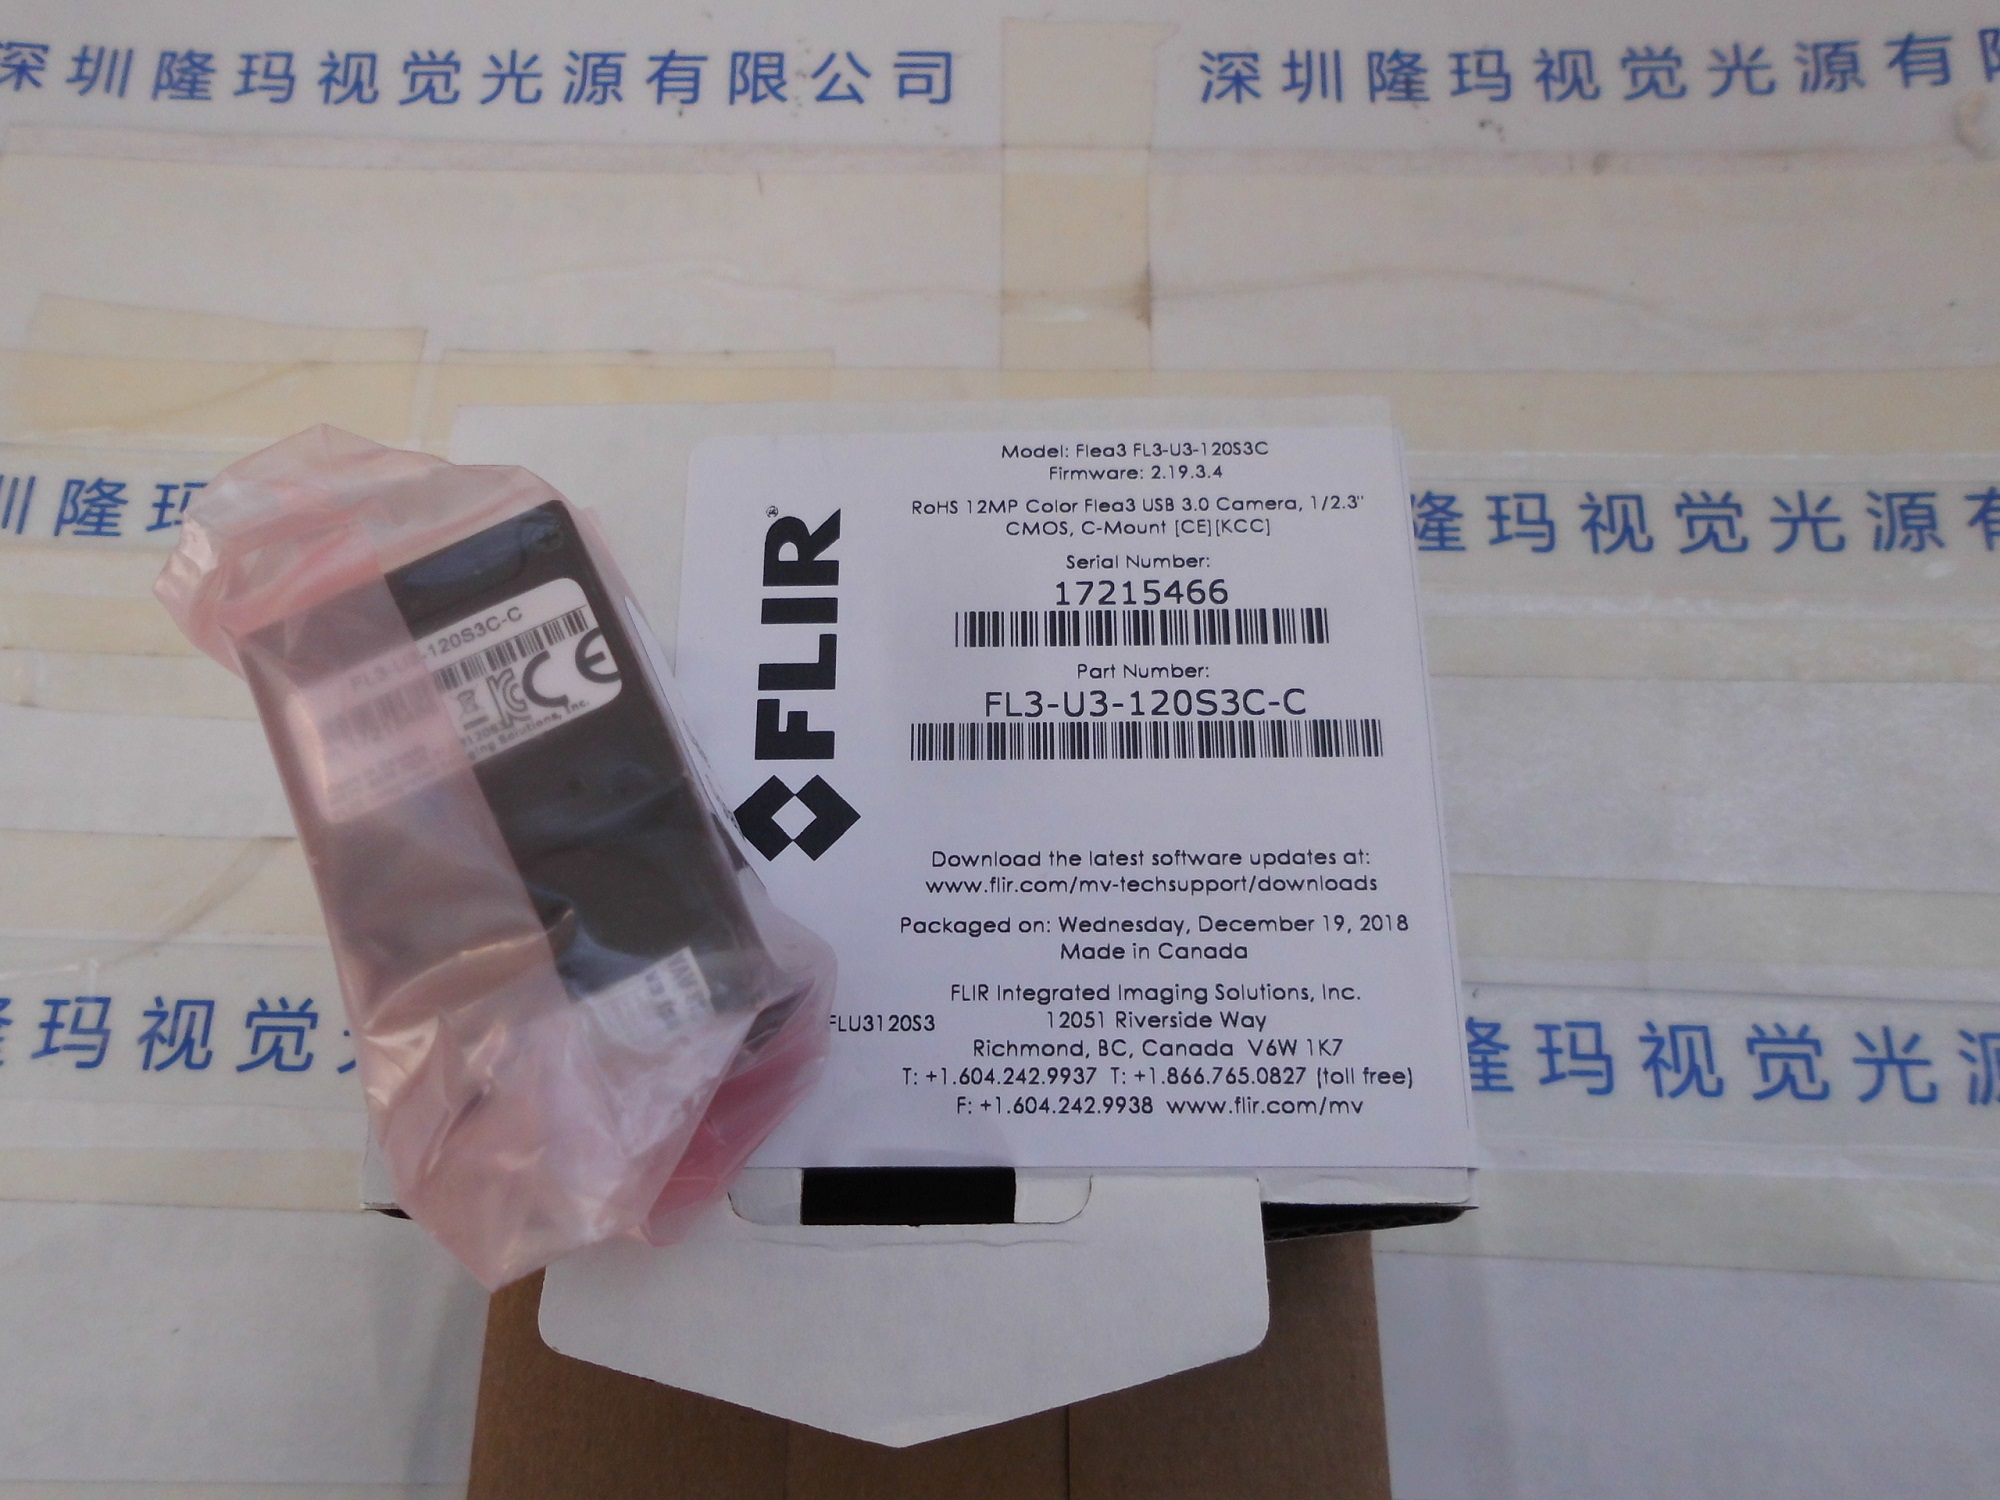 深圳隆玛视觉光源有限公司
深圳隆玛视觉光源有
圳隆
隆玛视觉光源
玛视觉
隆玛视觉光
FLIR®
Model: Flea3 FL3-U3-120S3C
Firmware: 2.19.3.4
RoHS 12MP Color Flea3 USB 3.0 Camera, 1/2.3"
CMOS, C-Mount [CE][KCC]
Serial Number:
17215466
Part Number:
FL3-U3-120S3C-C
Download the latest software updates at:
www.flir.com/mv-techsupport/downloads
Packaged on: Wednesday, December 19, 2018
Made in Canada
FLIR Integrated Imaging Solutions, Inc.
12051 Riverside Way
Richmond, BC, Canada V6W 1K7
T: +1.604.242.9937 T: +1.866.765.0827 (toll free)
F: +1.604.242.9938 www.flir.com/mv
FLU3120S3
-120S3C-C
CE
Solutions, Inc.